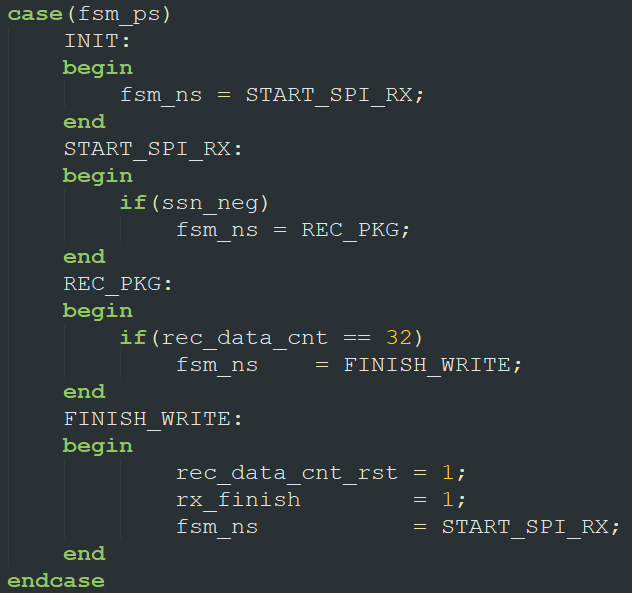 case(fsm_ps)
    INIT:
    begin
        fsm_ns = START_SPI_RX;
    end
    START_SPI_RX:
    begin
        if(ssn_neg)
            fsm_ns = REC_PKG;
    end
    REC_PKG:
    begin
        if(rec_data_cnt == 32)
            fsm_ns    = FINISH_WRITE;
    end
    FINISH_WRITE:
    begin
            rec_data_cnt_rst = 1;
            rx_finish        = 1;
            fsm_ns           = START_SPI_RX;
    end
endcase